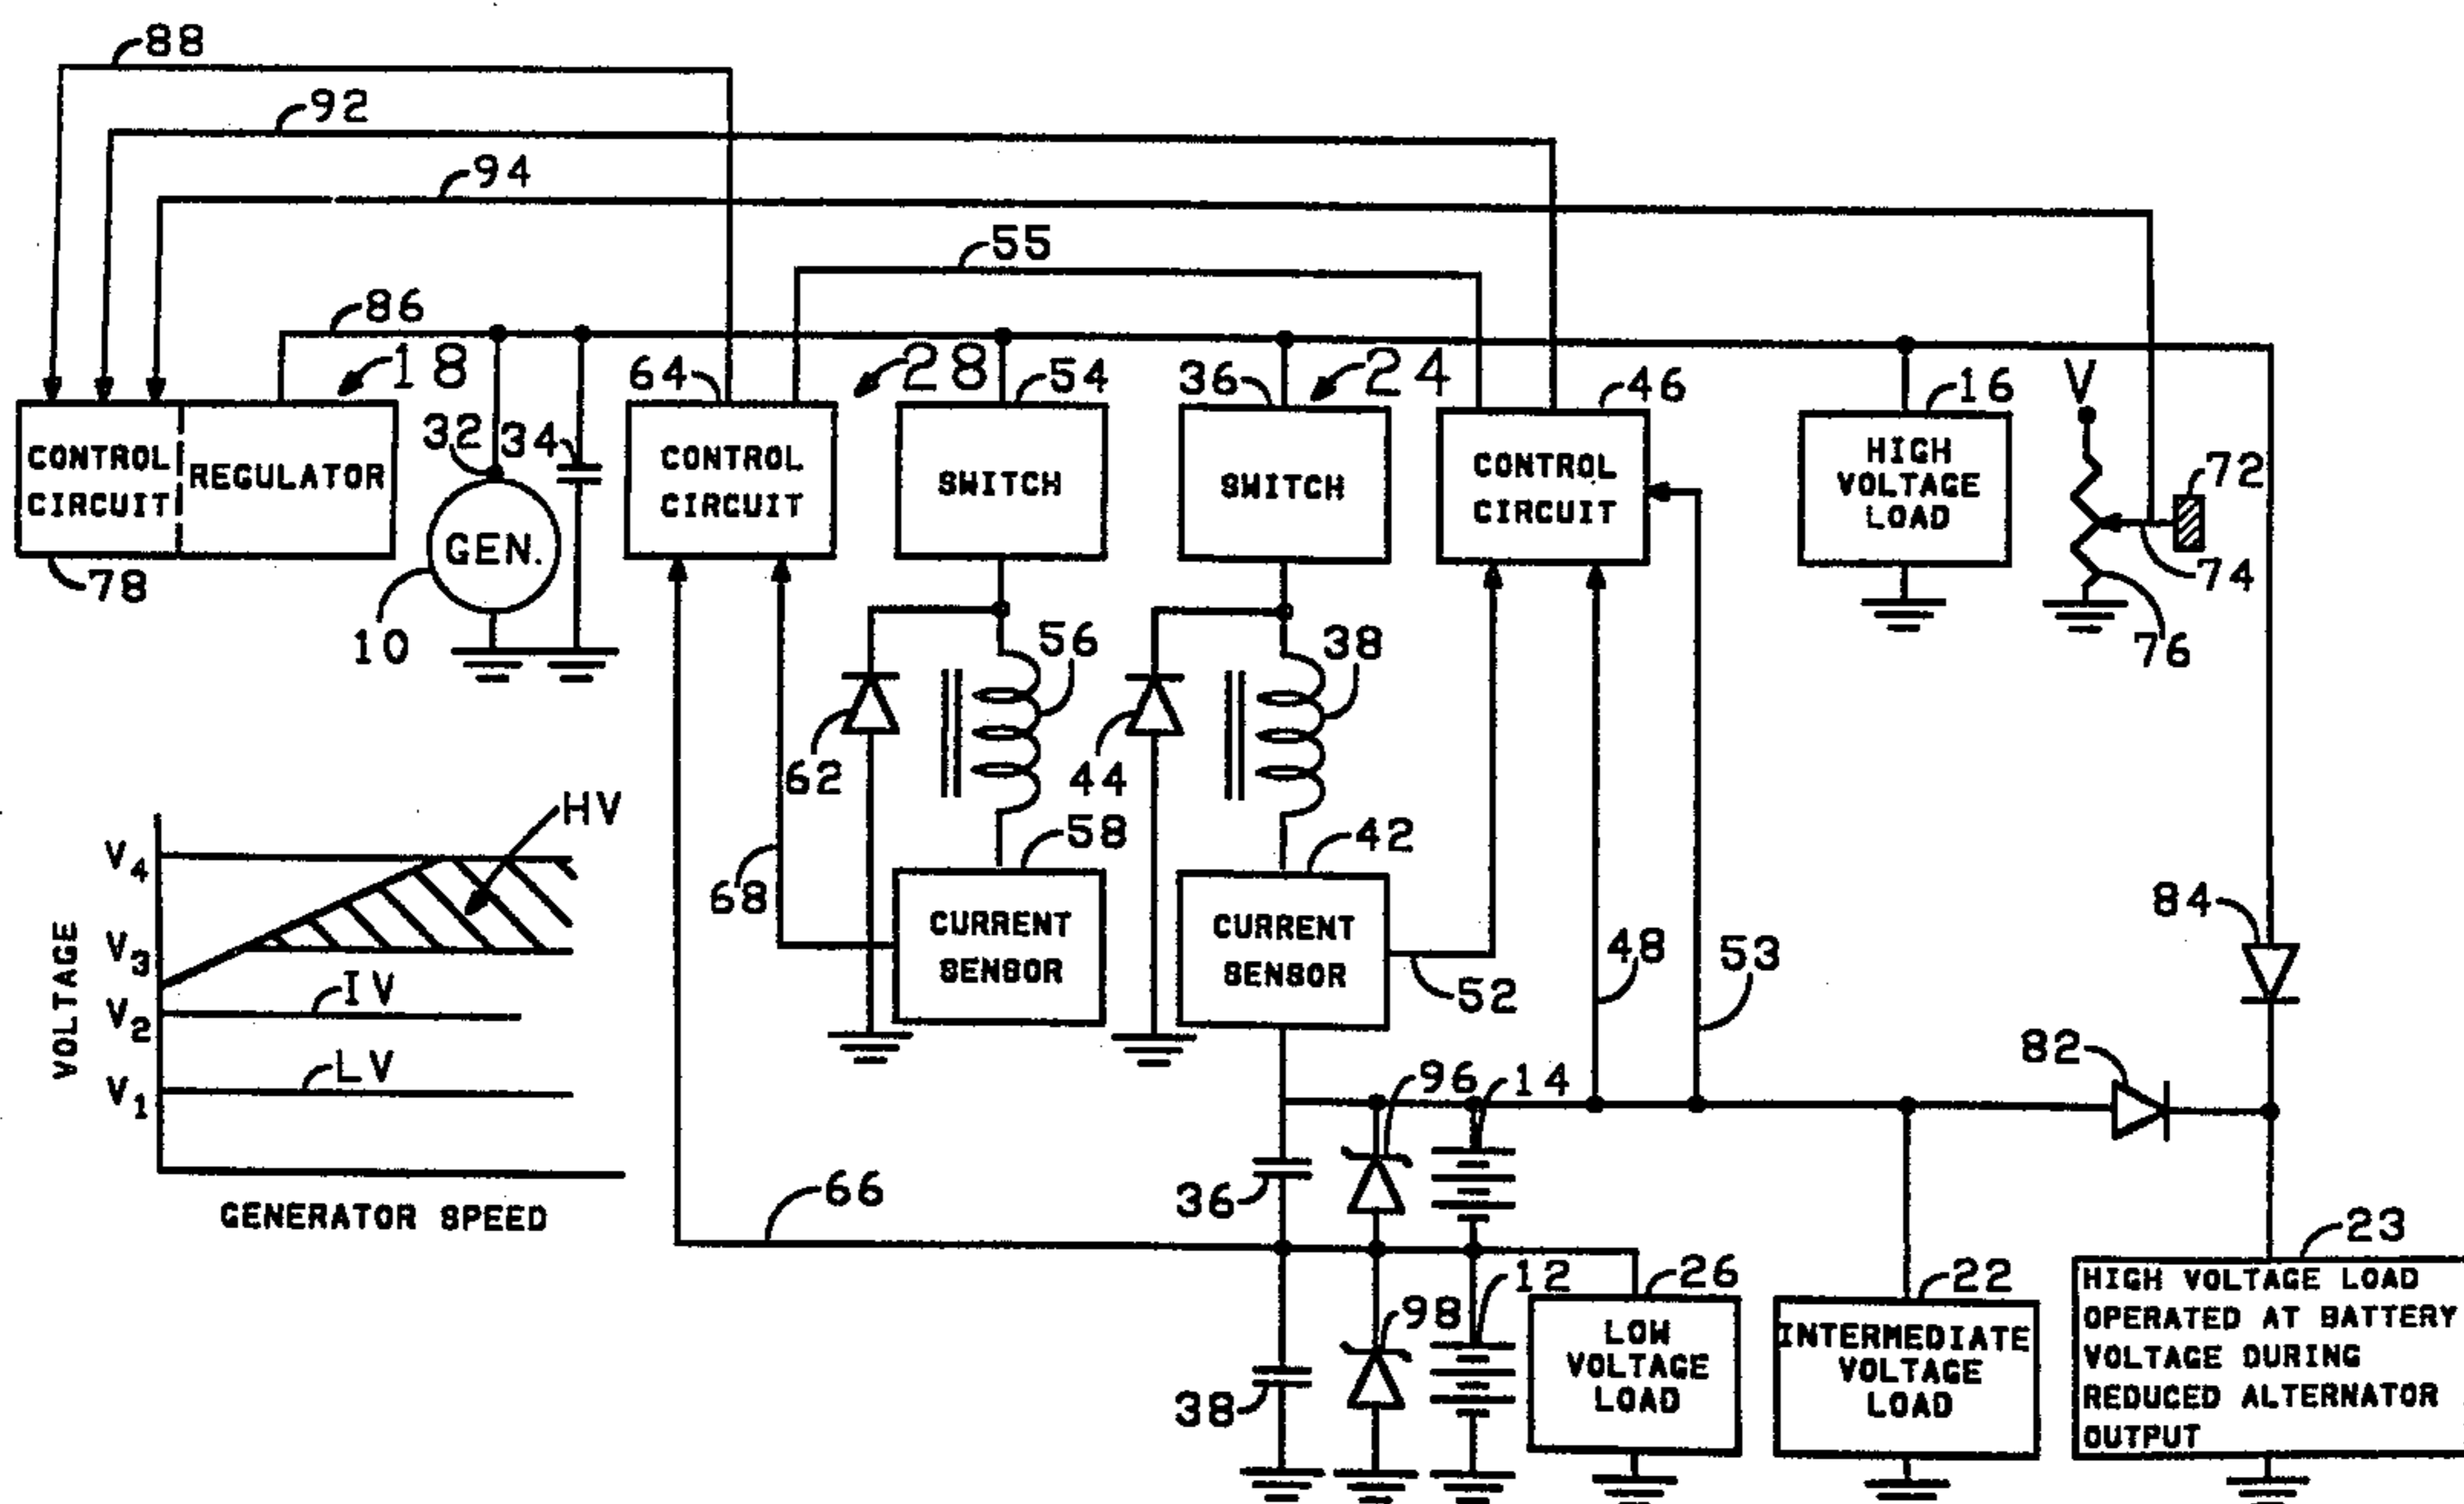 88
92
94
55
86
18
64
28
54
36
24
46
16
V
32
34
72
CONTROL
CIRCUIT
REGULATOR
GEN.
CONTROL
CIRCUIT
SWITCH
SWITCH
CONTROL
CIRCUIT
HIGH
VOLTAGE
LOAD
78
10
74
76
56
38
62
44
68
58
42
CURRENT
SENSOR
CURRENT
SENSOR
52
48
53
84
82
HV
V4
V3
V2
V1
IV
LV
VOLTAGE
GENERATOR SPEED
96
14
36
66
12
98
38
26
LOW
VOLTAGE
LOAD
22
INTERMEDIATE
VOLTAGE
LOAD
23
HIGH VOLTAGE LOAD
OPERATED AT BATTERY
VOLTAGE DURING
REDUCED ALTERNATOR
OUTPUT